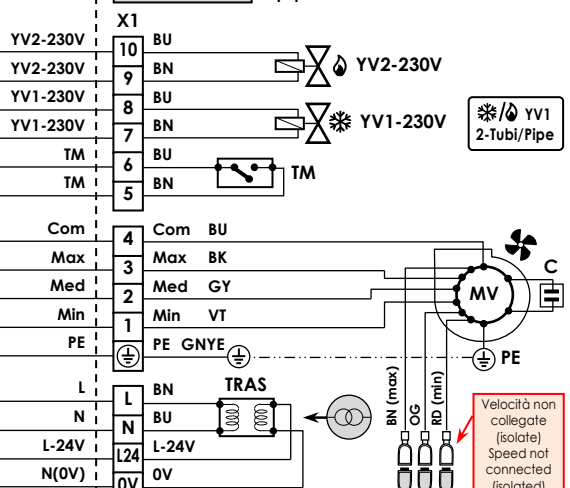 X1
YV2-230V 10 BU
YV2-230V 9 BN YV2-230V
YV1-230V 8 BU
YV1-230V 7 BN YV1-230V
TM 6 BU
TM 5 BN TM
/ YV1
2-Tubi/Pipe
Com 4 Com BU
Max 3 Max BK
Med 2 Med GY
Min 1 Min VT
PE PE GNYE PE
MV
C
L L BN TRAS
N N BU
L-24V L24 L-24V
N(0V) 0V 0V
BN (max)
OG
RD (min)
Velocità non
collegate
(isolate)
Speed not
connected
(isolated)